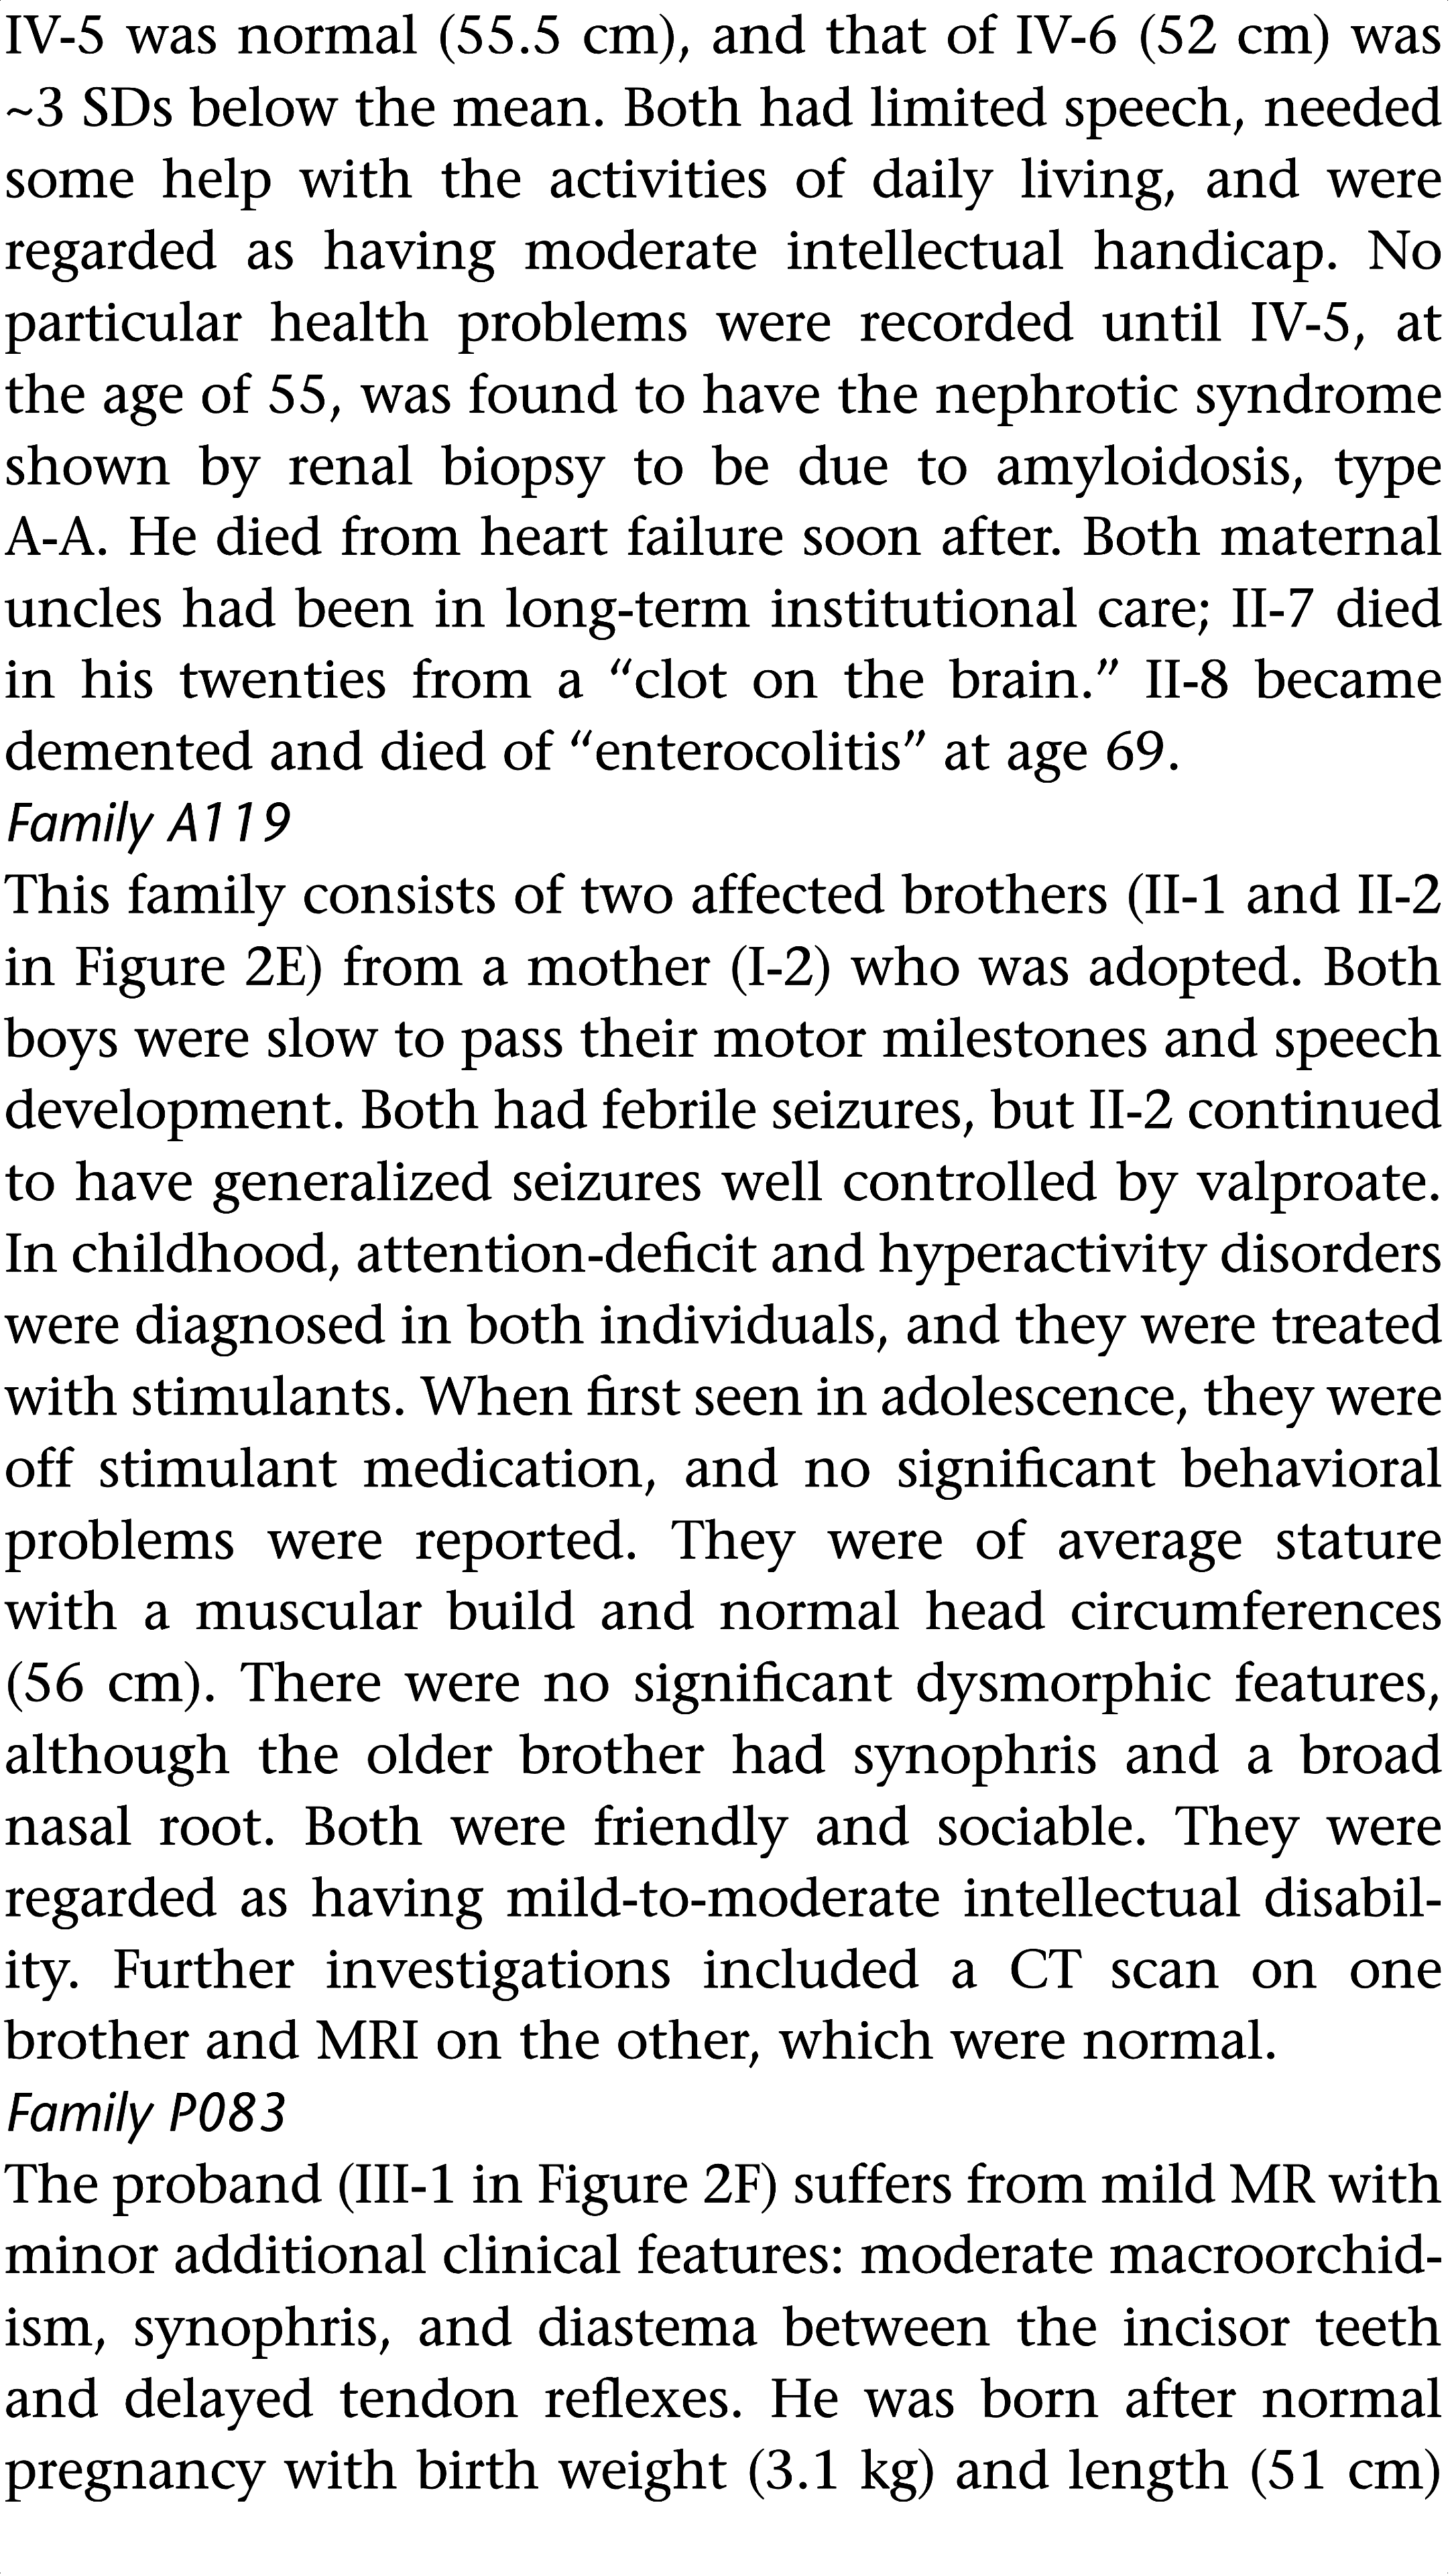 IV-5 was normal (55.5 cm), and that of IV-6 (52 cm) was
~3 SDs below the mean. Both had limited speech, needed
some help with the activities of daily living, and were
regarded as having moderate intellectual handicap. No
particular health problems were recorded until IV-5, at
the age of 55, was found to have the nephrotic syndrome
shown by renal biopsy to be due to amyloidosis, type
A-A. He died from heart failure soon after. Both maternal
uncles had been in long-term institutional care; II-7 died
in his twenties from a “clot on the brain.” II-8 became
demented and died of “enterocolitis” at age 69.
Family A119
This family consists of two affected brothers (II-1 and II-2
in Figure 2E) from a mother (I-2) who was adopted. Both
boys were slow to pass their motor milestones and speech
development. Both had febrile seizures, but II-2 continued
to have generalized seizures well controlled by valproate.
In childhood, attention-deficit and hyperactivity disorders
were diagnosed in both individuals, and they were treated
with stimulants. When first seen in adolescence, they were
off stimulant medication, and no significant behavioral
problems were reported. They were of average stature
with a muscular build and normal head circumferences
(56 cm). There were no significant dysmorphic features,
although the older brother had synophris and a broad
nasal root. Both were friendly and sociable. They were
regarded as having mild-to-moderate intellectual disabil-
ity. Further investigations included a CT scan on one
brother and MRI on the other, which were normal.
Family P083
The proband (III-1 in Figure 2F) suffers from mild MR with
minor additional clinical features: moderate macroorchid-
ism, synophris, and diastema between the incisor teeth
and delayed tendon reflexes. He was born after normal
pregnancy with birth weight (3.1 kg) and length (51 cm)